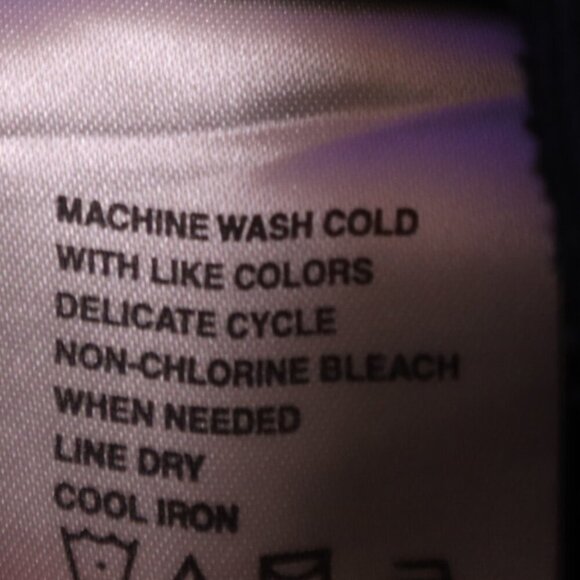 MACHINE WASH COLD
WITH LIKE COLORS
DELICATE CYCLE
NON-CHLORINE BLEACH
WHEN NEEDED
LINE DRY
COOL IRON